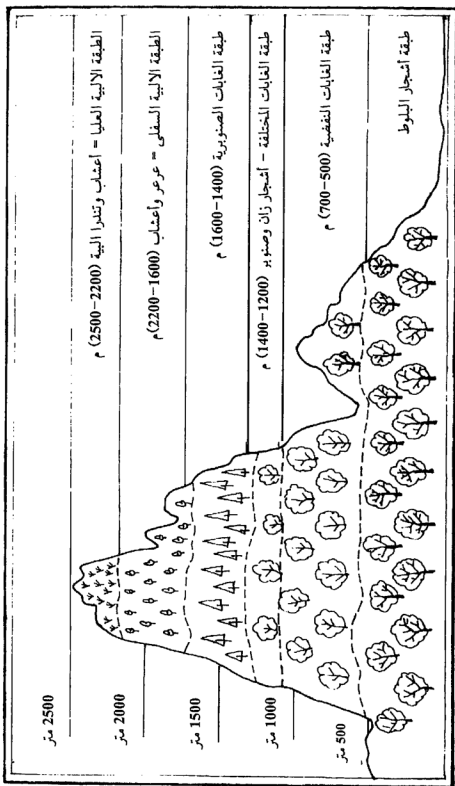 الطبقة الالبية العليا = أعشاب وتندرا البية (2500-2200) م
الطبقة الالبية السفلى = عرعر وأعشاب (2200-1600) م
طبقة الغابات الصنوبرية (1600-1400) م
طبقة الغابات المختلطة - أشجار زان وصنوبر (1400-1200) م
طبقة الغابات النفضية (700-500) م
طبقة أشجار البلوط
2500 متر
2000 متر
1500 متر
1000 متر
500 متر